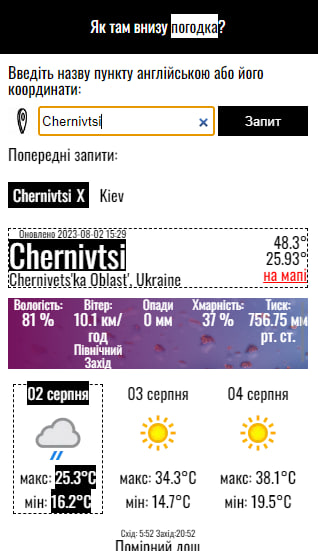 Як там внизу погодка?
Введіть назву пункту англійською або його
координати:
Chernivtsi ×
Запит
Попередні запити:
Chernivtsi X Kiev
Оновлено 2023-08-02 15:29
Chernivtsi
Chernivets'ka Oblast', Ukraine
48.3°
25.93°
на мапі
Вологість: Вітер: Опади Хмарність: Тиск:
81 % 10.1 км/ 0 мм 37 % 756.75 мм
год рт. ст.
Північний
Захід
02 серпня 03 серпня 04 серпня
макс: 25.3°C макс: 34.3°C макс: 38.1°C
мін: 16.2°C мін: 14.7°C мін: 19.5°C
Схід: 5:52 Захід:20:52
Помірний дощ